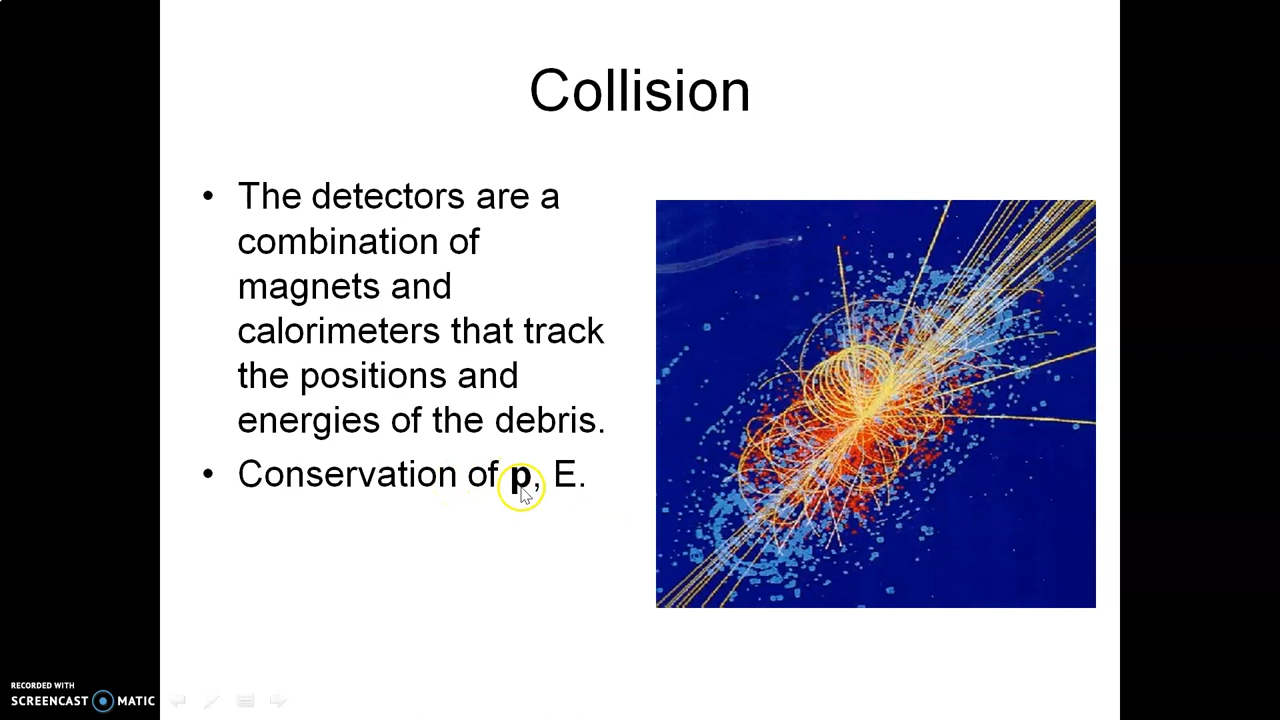 Collision
• The detectors are a
combination of
magnets and
calorimeters that track
the positions and
energies of the debris.
• Conservation of p, E.
RECORDED WITH
SCREENCAST MATIC